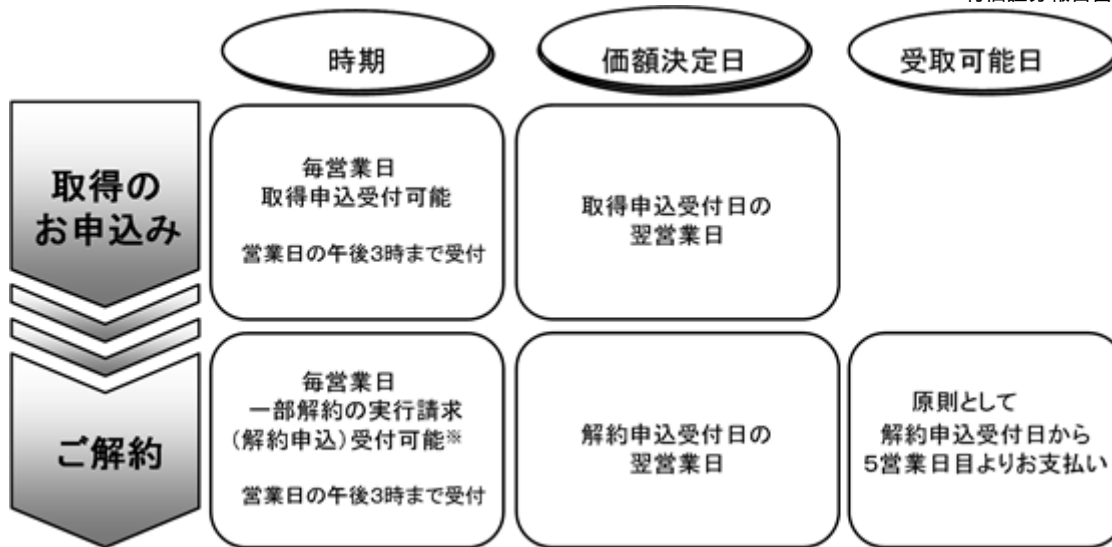 時期
価額決定日
受取可能日
取得の
お申込み
毎営業日
取得申込受付可能
営業日の午後3時まで受付
取得申込受付日の
翌営業日
ご解約
毎営業日
一部解約の実行請求
(解約申込)受付可能※
営業日の午後3時まで受付
解約申込受付日の
翌営業日
原則として
解約申込受付日から
5営業日目よりお支払い